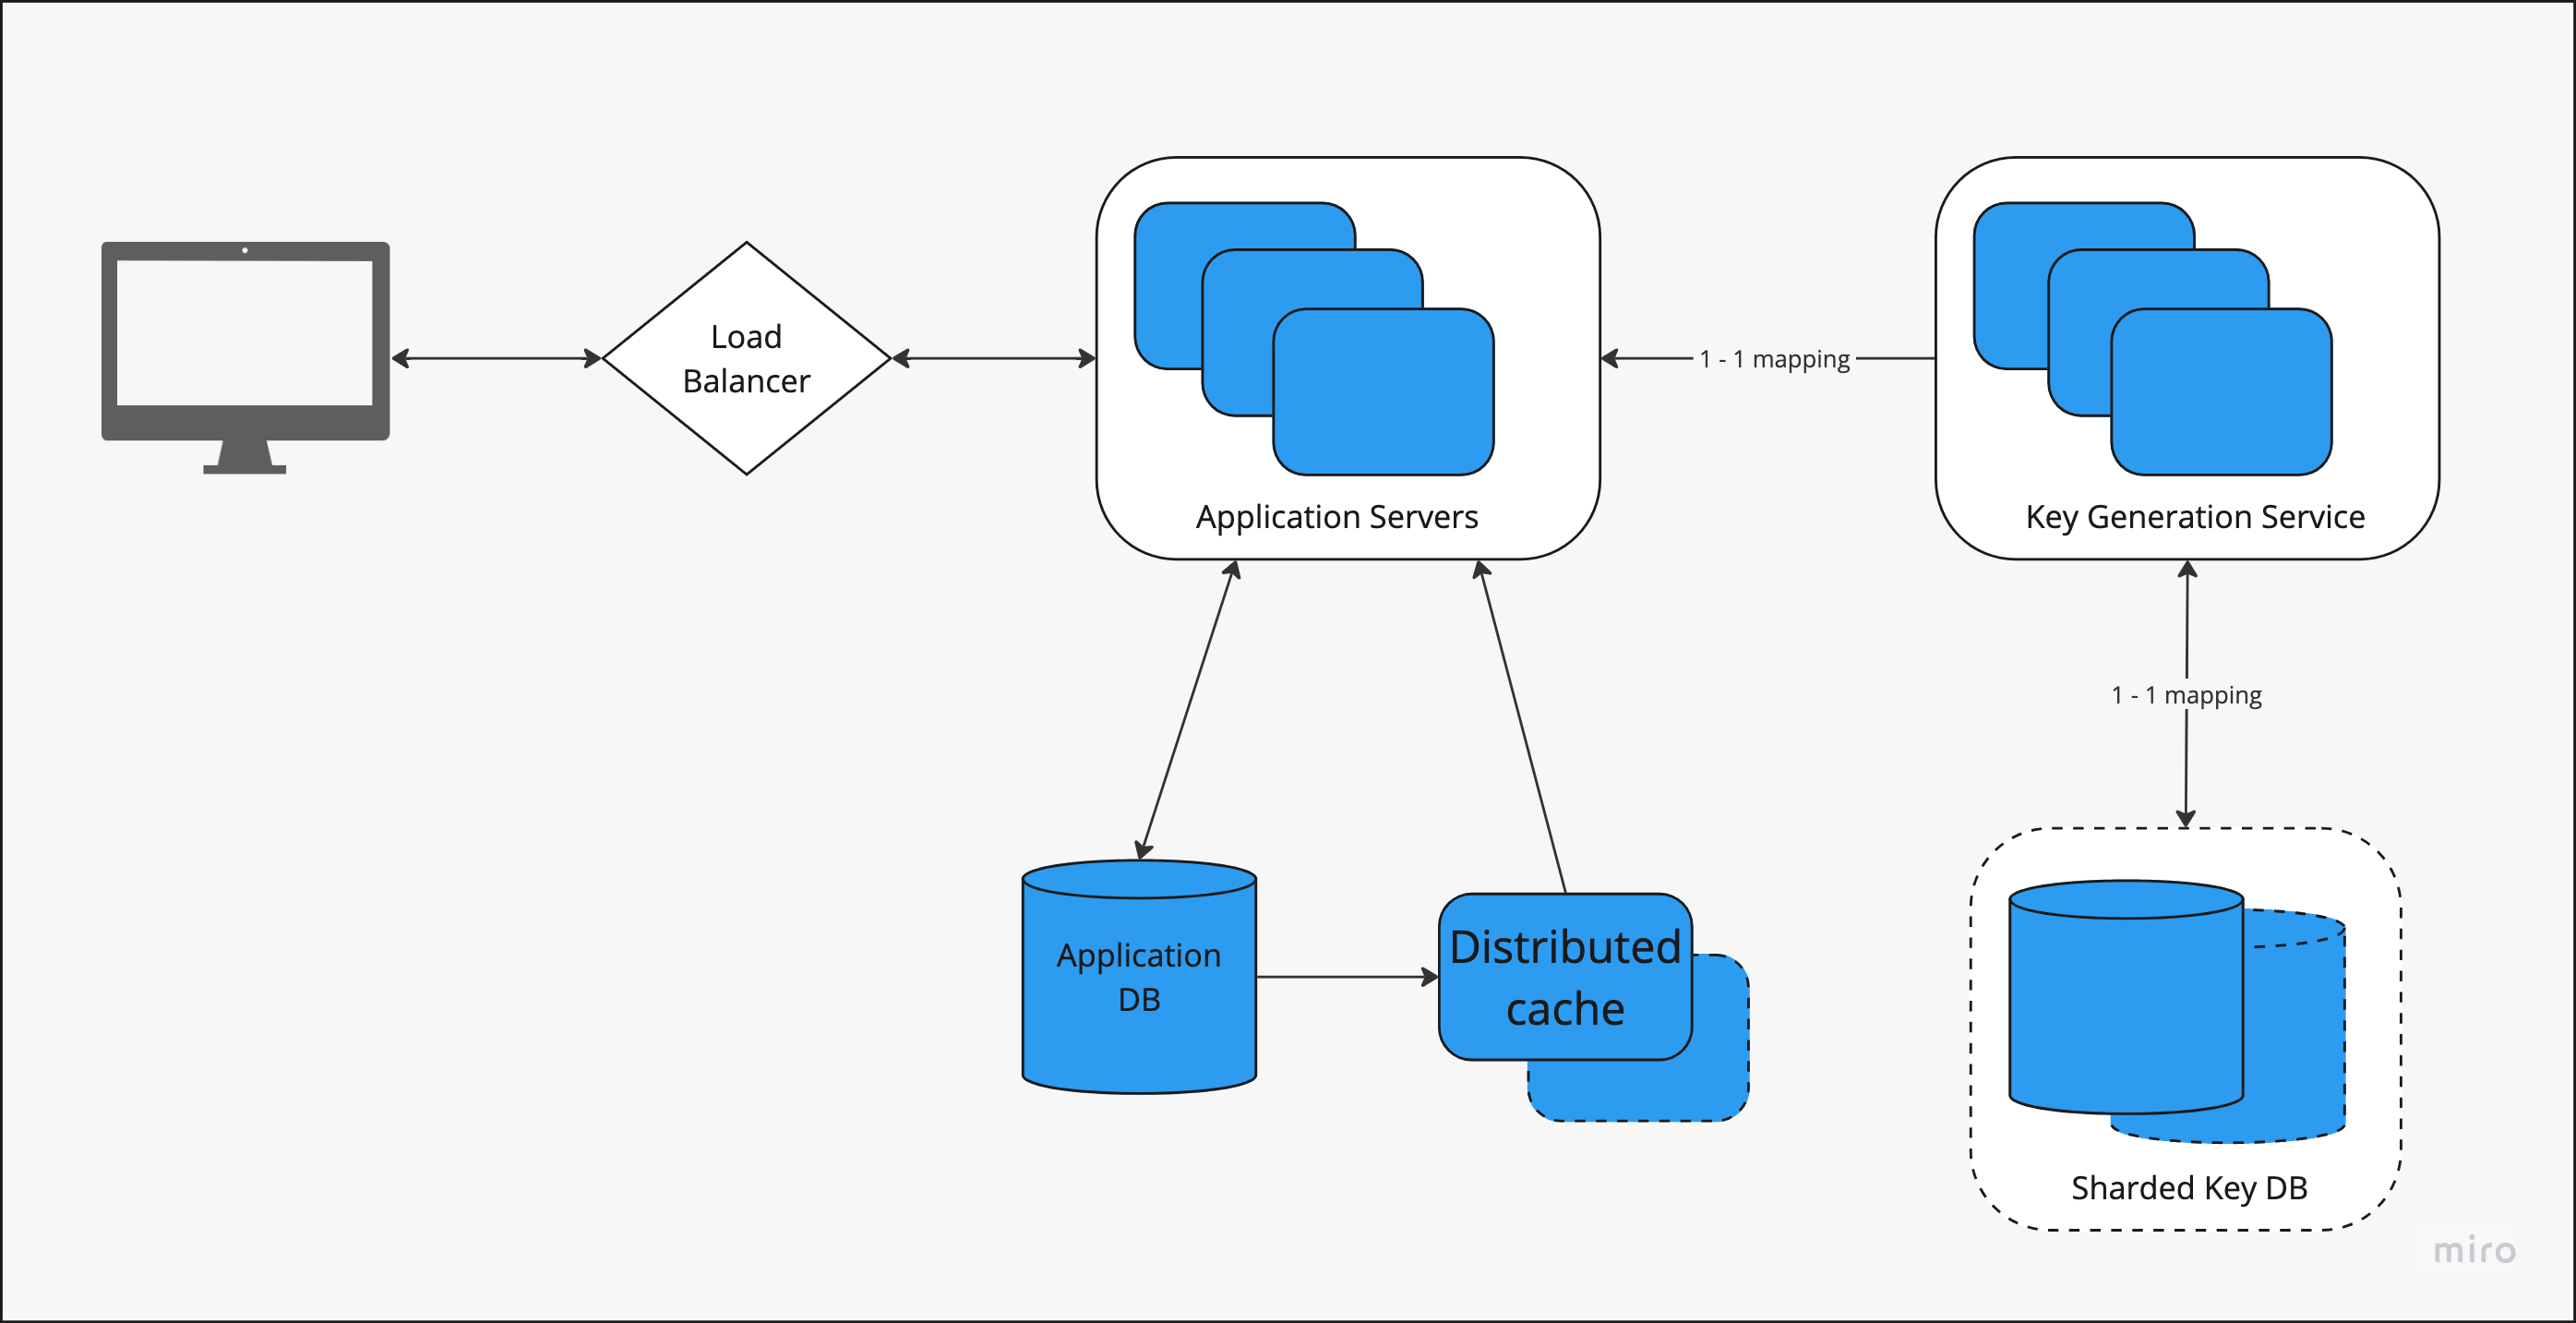 Load
Balancer
Application Servers
1 - 1 mapping
Key Generation Service
1 - 1 mapping
Application
DB
Distributed
cache
Sharded Key DB
miro